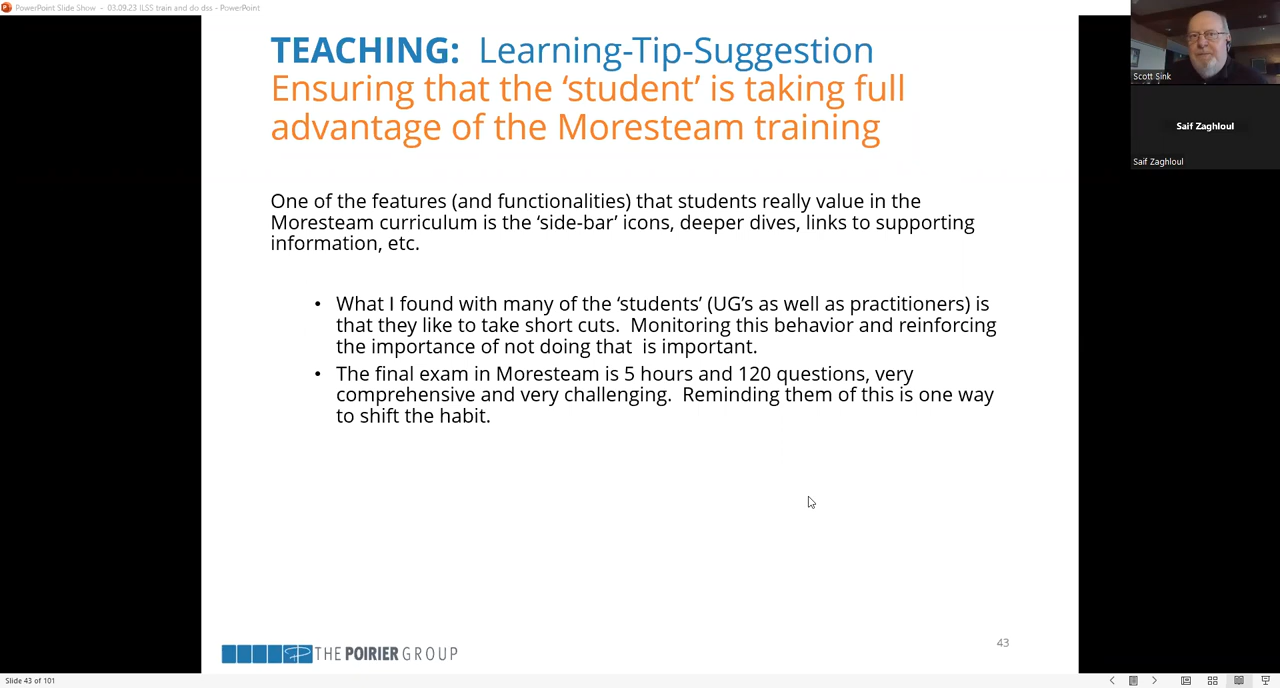 PowerPoint Slide Show - 03.09.23 ILSS train and do dss - PowerPoint
TEACHING: Learning-Tip-Suggestion
Ensuring that the ‘student’ is taking full
advantage of the Moresteam training
Scott Sink
Saif Zaghloul
Saif Zaghloul
One of the features (and functionalities) that students really value in the
Moresteam curriculum is the ‘side-bar’ icons, deeper dives, links to supporting
information, etc.
• What I found with many of the ‘students’ (UG’s as well as practitioners) is
that they like to take short cuts.  Monitoring this behavior and reinforcing
the importance of not doing that  is important.
• The final exam in Moresteam is 5 hours and 120 questions, very
comprehensive and very challenging.  Reminding them of this is one way
to shift the habit.
43
THE POIRIER GROUP
Slide 43 of 101